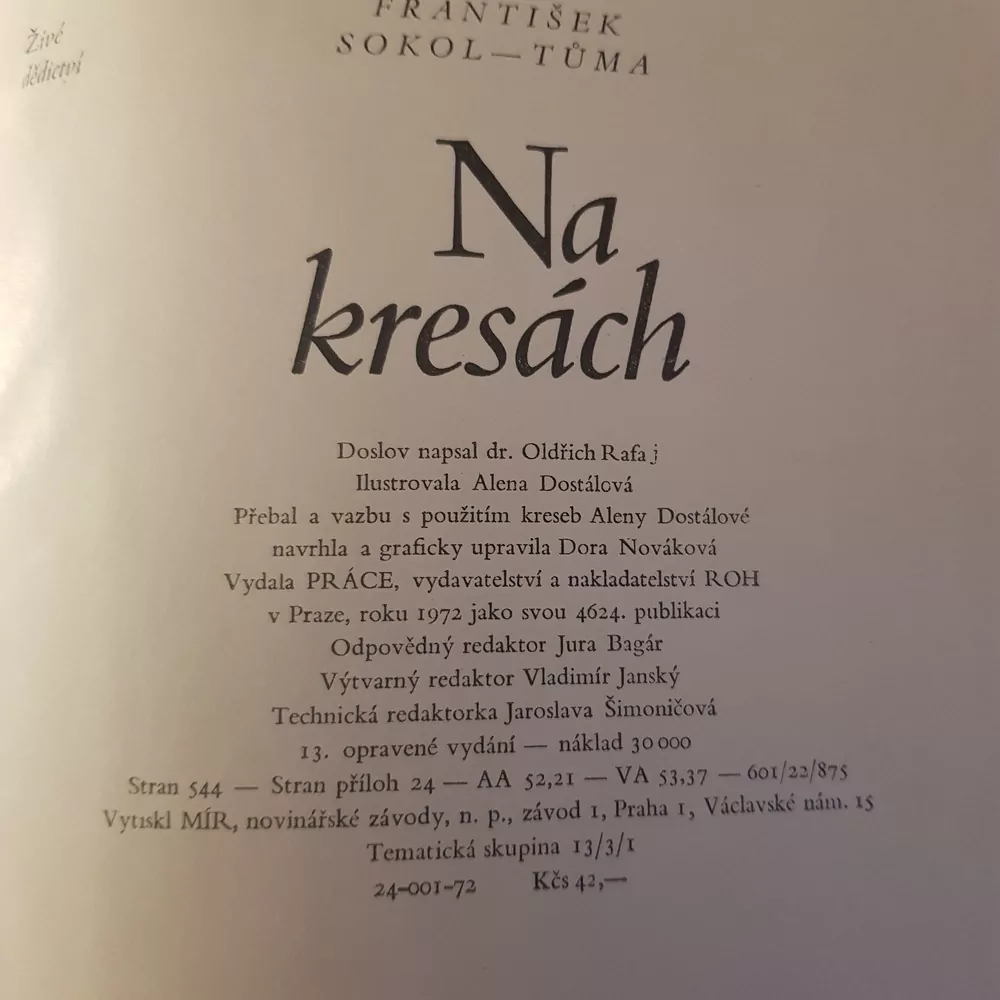 Živé
dědictví
FRANTIŠEK
SOKOL—TŮMA
Na
kresách
Doslov napsal dr. Oldřich Rafaj
Ilustrovala Alena Dostálová
Přebal a vazbu s použitím kreseb Aleny Dostálové
navrhla a graficky upravila Dora Nováková
Vydala PRÁCE, vydavatelství a nakladatelství ROH
v Praze, roku 1972 jako svou 4624. publikaci
Odpovědný redaktor Jura Bagár
Výtvarný redaktor Vladimír Janský
Technická redaktorka Jaroslava Šimoničová
13. opravené vydání — náklad 30 000
Stran 544 — Stran příloh 24 — AA 52,21 — VA 53,37 — 601/22/875
Vytiskl MÍR, novinářské závody, n. p., závod 1, Praha 1, Václavské nám. 15
Tematická skupina 13/3/1
24-001-72 Kčs 42,—